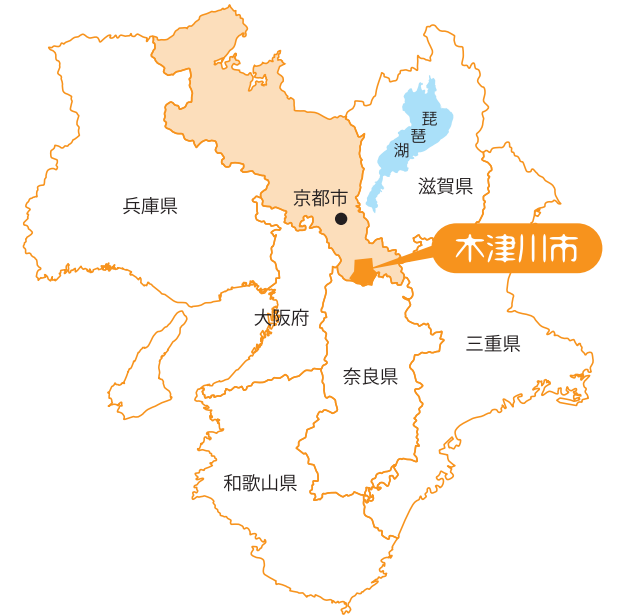 琵琶湖
滋賀県
京都市
兵庫県
木津川市
大阪府
三重県
奈良県
和歌山県